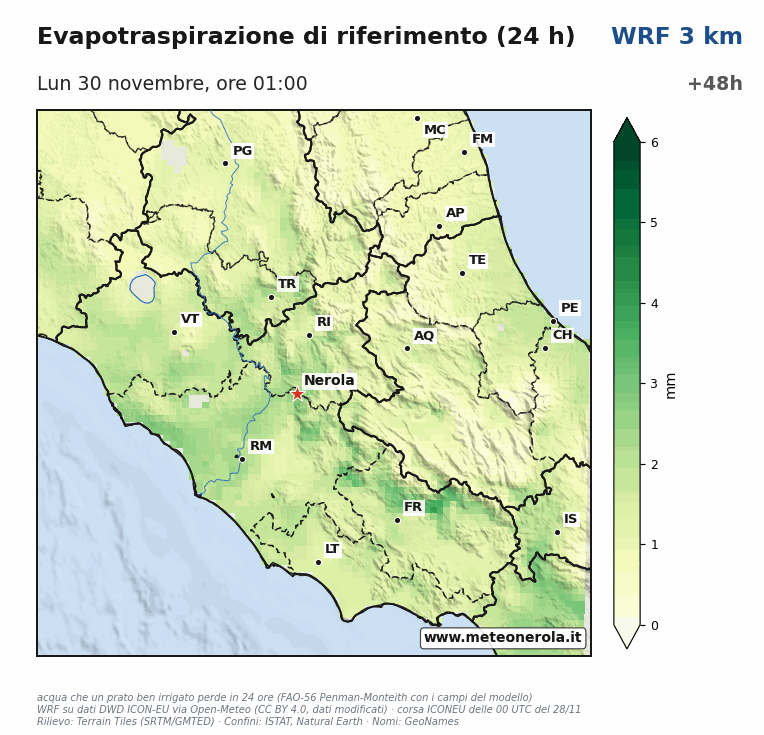 Evapotraspirazione di riferimento (24 h) WRF 3 km
Lun 30 novembre, ore 01:00 +48h
MC
FM
PG
AP
TE
TR
PE
VT
RI
AQ
CH
Nerola
RM
FR
IS
LT
6
5
4
3
2
1
0
mm
www.meteonerola.it
acqua che un prato ben irrigato perde in 24 ore (FAO-56 Penman-Monteith con i campi del modello)
WRF su dati DWD ICON-EU via Open-Meteo (CC BY 4.0, dati modificati) · corsa ICONEU delle 00 UTC del 28/11
Rilievo: Terrain Tiles (SRTM/GMTED) · Confini: ISTAT, Natural Earth · Nomi: GeoNames